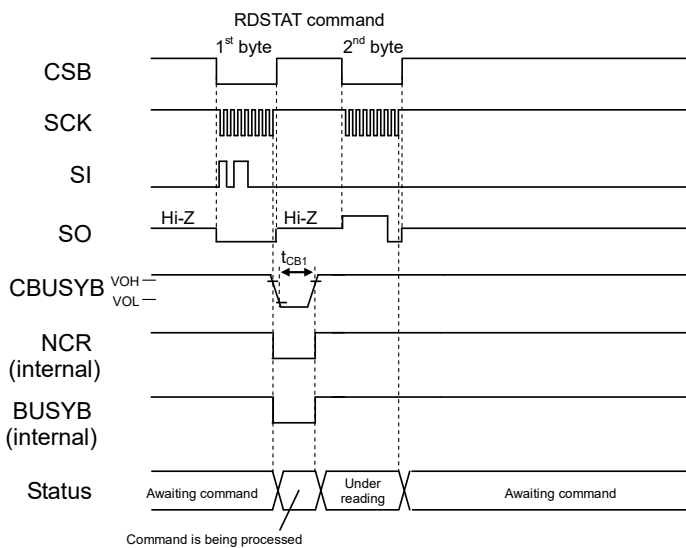 RDSTAT command
1st byte
2nd byte
CSB
SCK
SI
SO
Hi-Z
Hi-Z
tCB1
CBUSYB
VOH
VOL
NCR
(internal)
BUSYB
(internal)
Status
Awaiting command
Under
reading
Awaiting command
Command is being processed